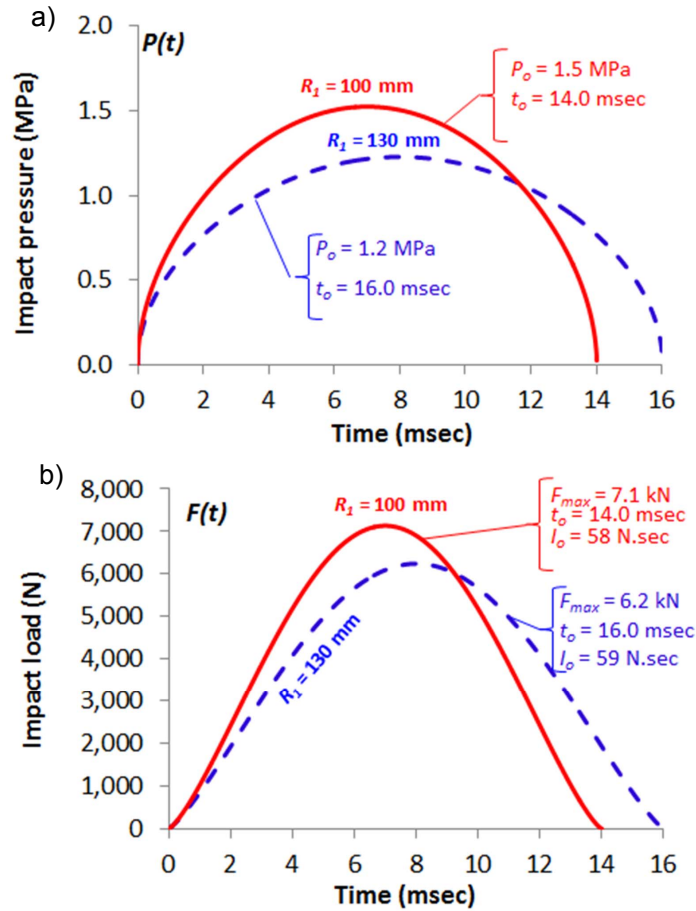 a)
P(t)
Impact pressure (MPa)
2.0
1.5
1.0
0.5
0.0
R1 = 100 mm
Po = 1.5 MPa
to = 14.0 msec
R1 = 130 mm
Po = 1.2 MPa
to = 16.0 msec
0 2 4 6 8 10 12 14 16
Time (msec)
b)
F(t)
Impact load (N)
8,000
7,000
6,000
5,000
4,000
3,000
2,000
1,000
0
R1 = 100 mm
Fmax = 7.1 kN
to = 14.0 msec
Io = 58 N.sec
R1 = 130 mm
Fmax = 6.2 kN
to = 16.0 msec
Io = 59 N.sec
0 2 4 6 8 10 12 14 16
Time (msec)